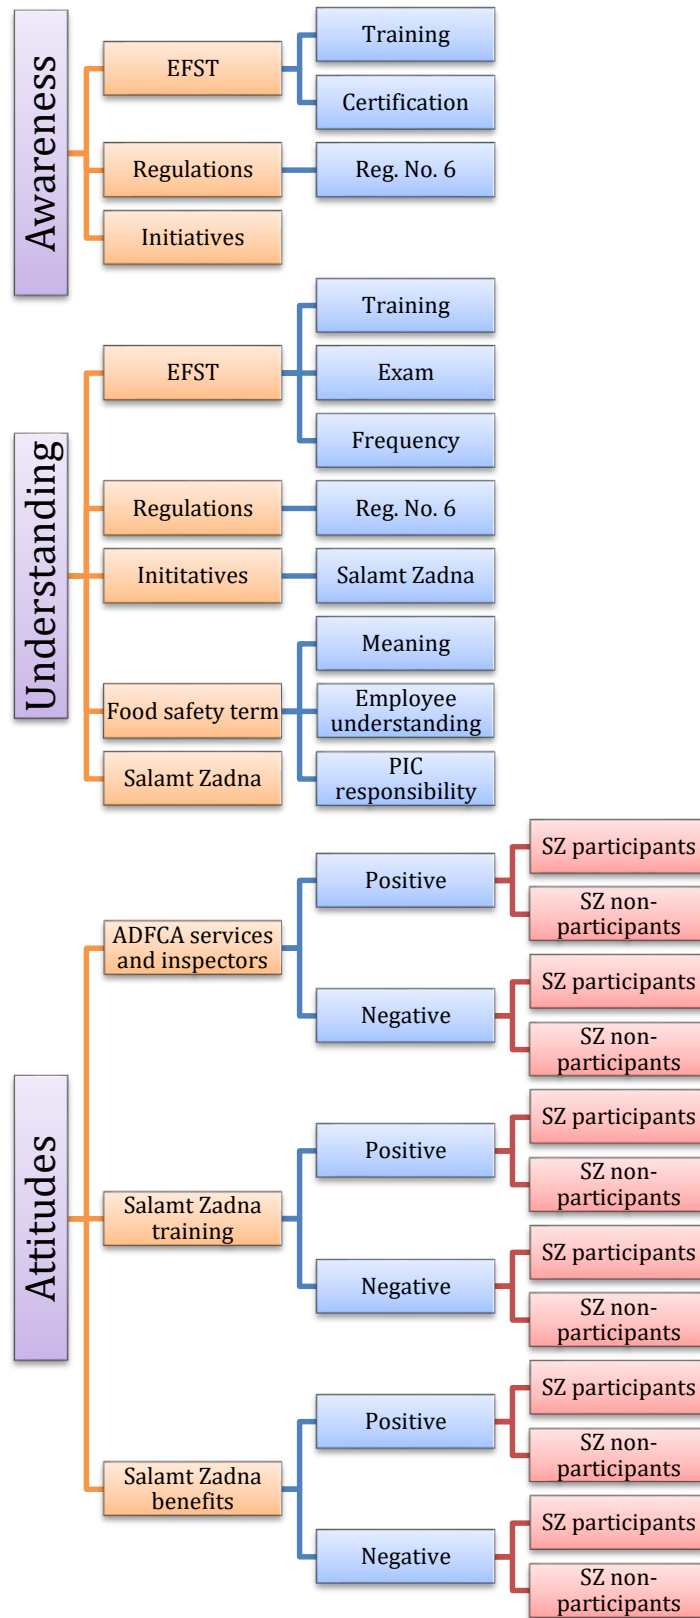 Awareness
EFST
Training
Certification
Regulations
Reg. No. 6
Initiatives
Understanding
EFST
Training
Exam
Frequency
Regulations
Reg. No. 6
Inititatives
Salamt Zadna
Food safety term
Meaning
Employee
understanding
PIC
responsibility
Salamt Zadna
Attitudes
ADFCA services
and inspectors
Positive
SZ participants
SZ non-
participants
Negative
SZ participants
SZ non-
participants
Salamt Zadna
training
Positive
SZ participants
SZ non-
participants
Negative
SZ participants
SZ non-
participants
Salamt Zadna
benefits
Positive
SZ participants
SZ non-
participants
Negative
SZ participants
SZ non-
participants